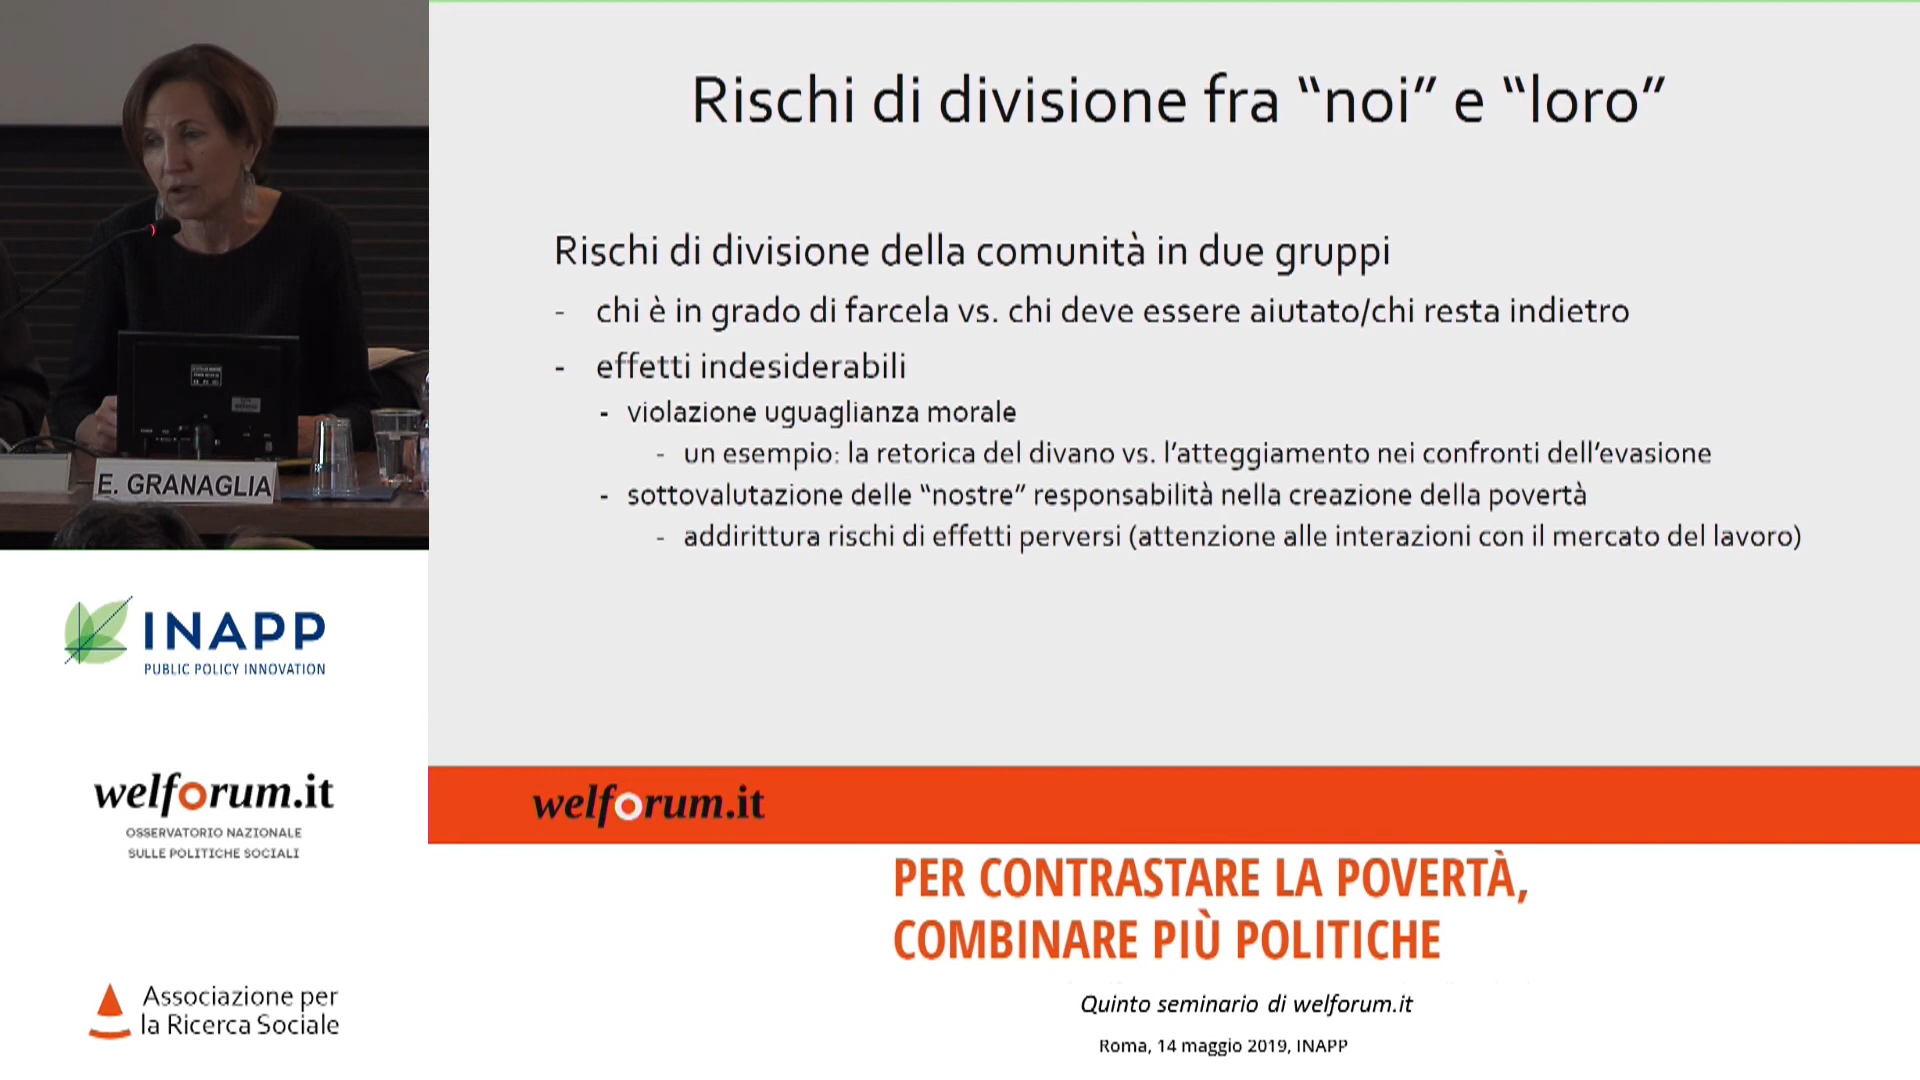 Rischi di divisione fra “noi” e “loro”
Rischi di divisione della comunità in due gruppi
- chi è in grado di farcela vs. chi deve essere aiutato/chi resta indietro
- effetti indesiderabili
- violazione uguaglianza morale
- un esempio: la retorica del divano vs. l’atteggiamento nei confronti dell’evasione
- sottovalutazione delle “nostre” responsabilità nella creazione della povertà
- addirittura rischi di effetti perversi (attenzione alle interazioni con il mercato del lavoro)
E. GRANAGLIA
INAPP
PUBLIC POLICY INNOVATION
welforum.it
OSSERVATORIO NAZIONALE
SULLE POLITICHE SOCIALI
Associazione per
la Ricerca Sociale
welforum.it
PER CONTRASTARE LA POVERTÀ,
COMBINARE PIÙ POLITICHE
Quinto seminario di welforum.it
Roma, 14 maggio 2019, INAPP